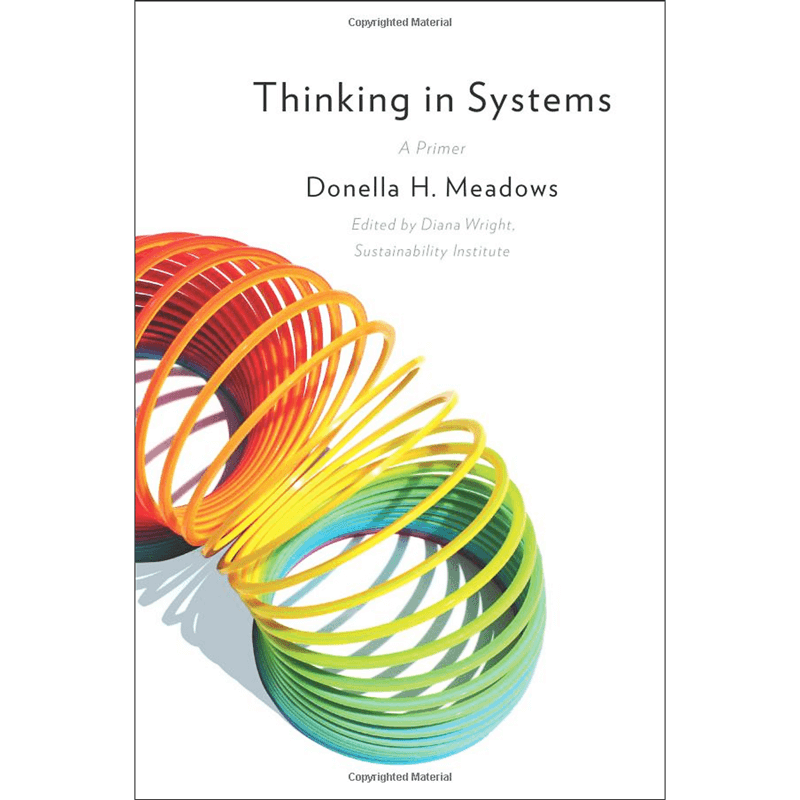 Copyrighted Material
Thinking in Systems
A Primer
Donella H. Meadows
Edited by Diana Wright,
Sustainability Institute
Copyrighted Material